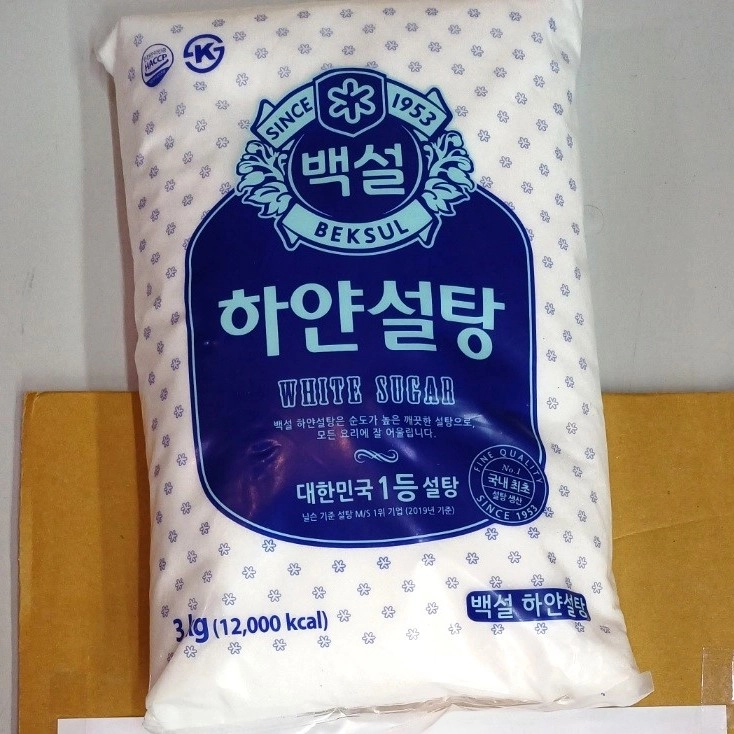 HACCP
K
SINCE 1953
백설
BEKSUL
하얀설탕
WHITE SUGAR
백설 하얀설탕은 순도가 높은 깨끗한 설탕으로,
모든 요리에 잘 어울립니다.
대한민국 1등 설탕
닐슨 기준 설탕 M/S 1위 기업 (2019년 기준)
FINE QUALITY
No.1
국내 최초
설탕 생산
SINCE 1953
3 kg (12,000 kcal)
백설 하얀설탕